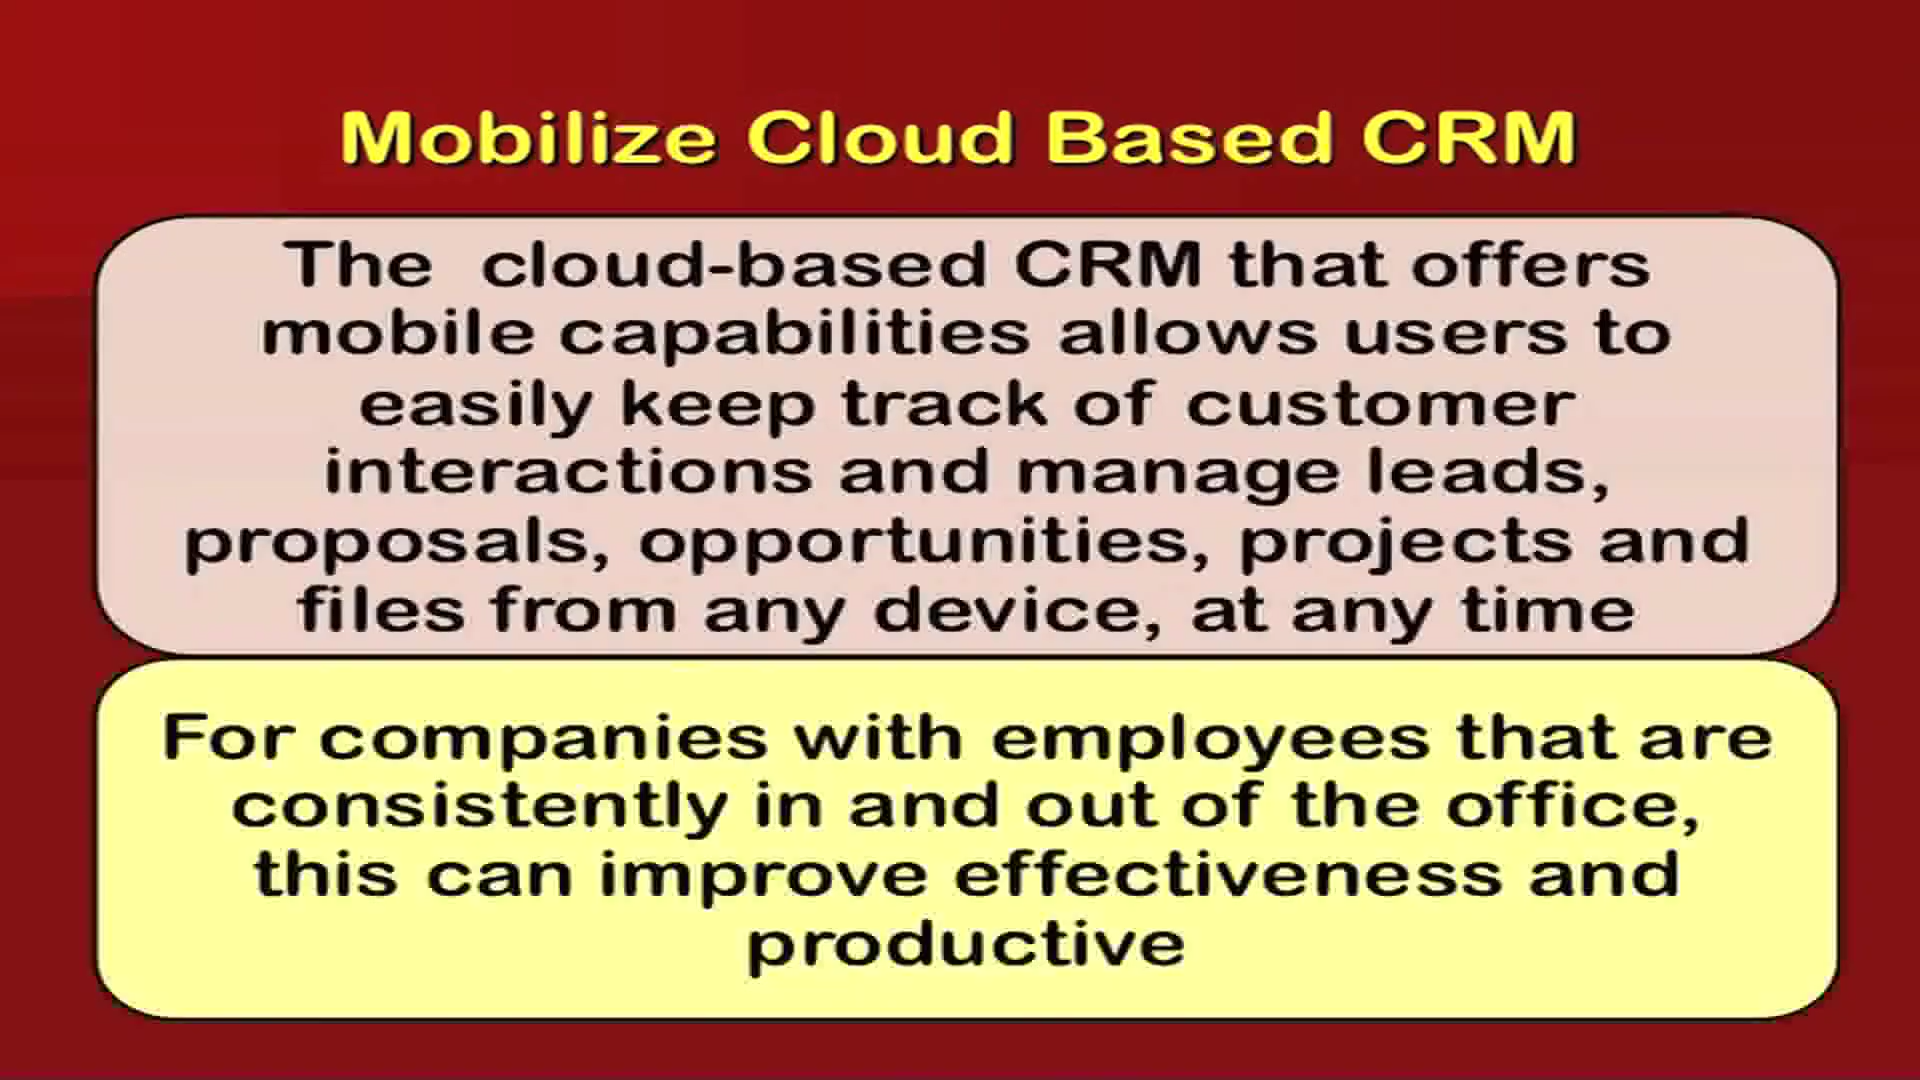 Mobilize Cloud Based CRM
The cloud-based CRM that offers
mobile capabilities allows users to
easily keep track of customer
interactions and manage leads,
proposals, opportunities, projects and
files from any device, at any time
For companies with employees that are
consistently in and out of the office,
this can improve effectiveness and
productive